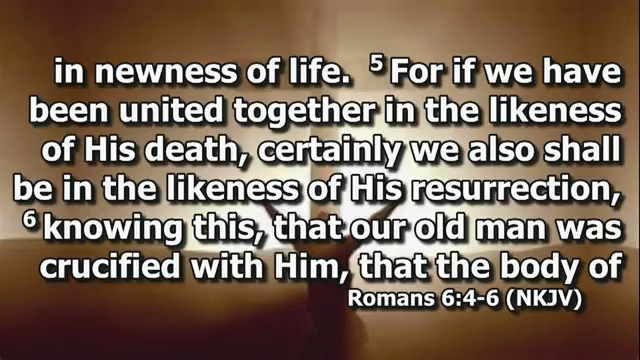 in newness of life. ⁵ For if we have
been united together in the likeness
of His death, certainly we also shall
be in the likeness of His resurrection,
⁶ knowing this, that our old man was
crucified with Him, that the body of
Romans 6:4-6 (NKJV)